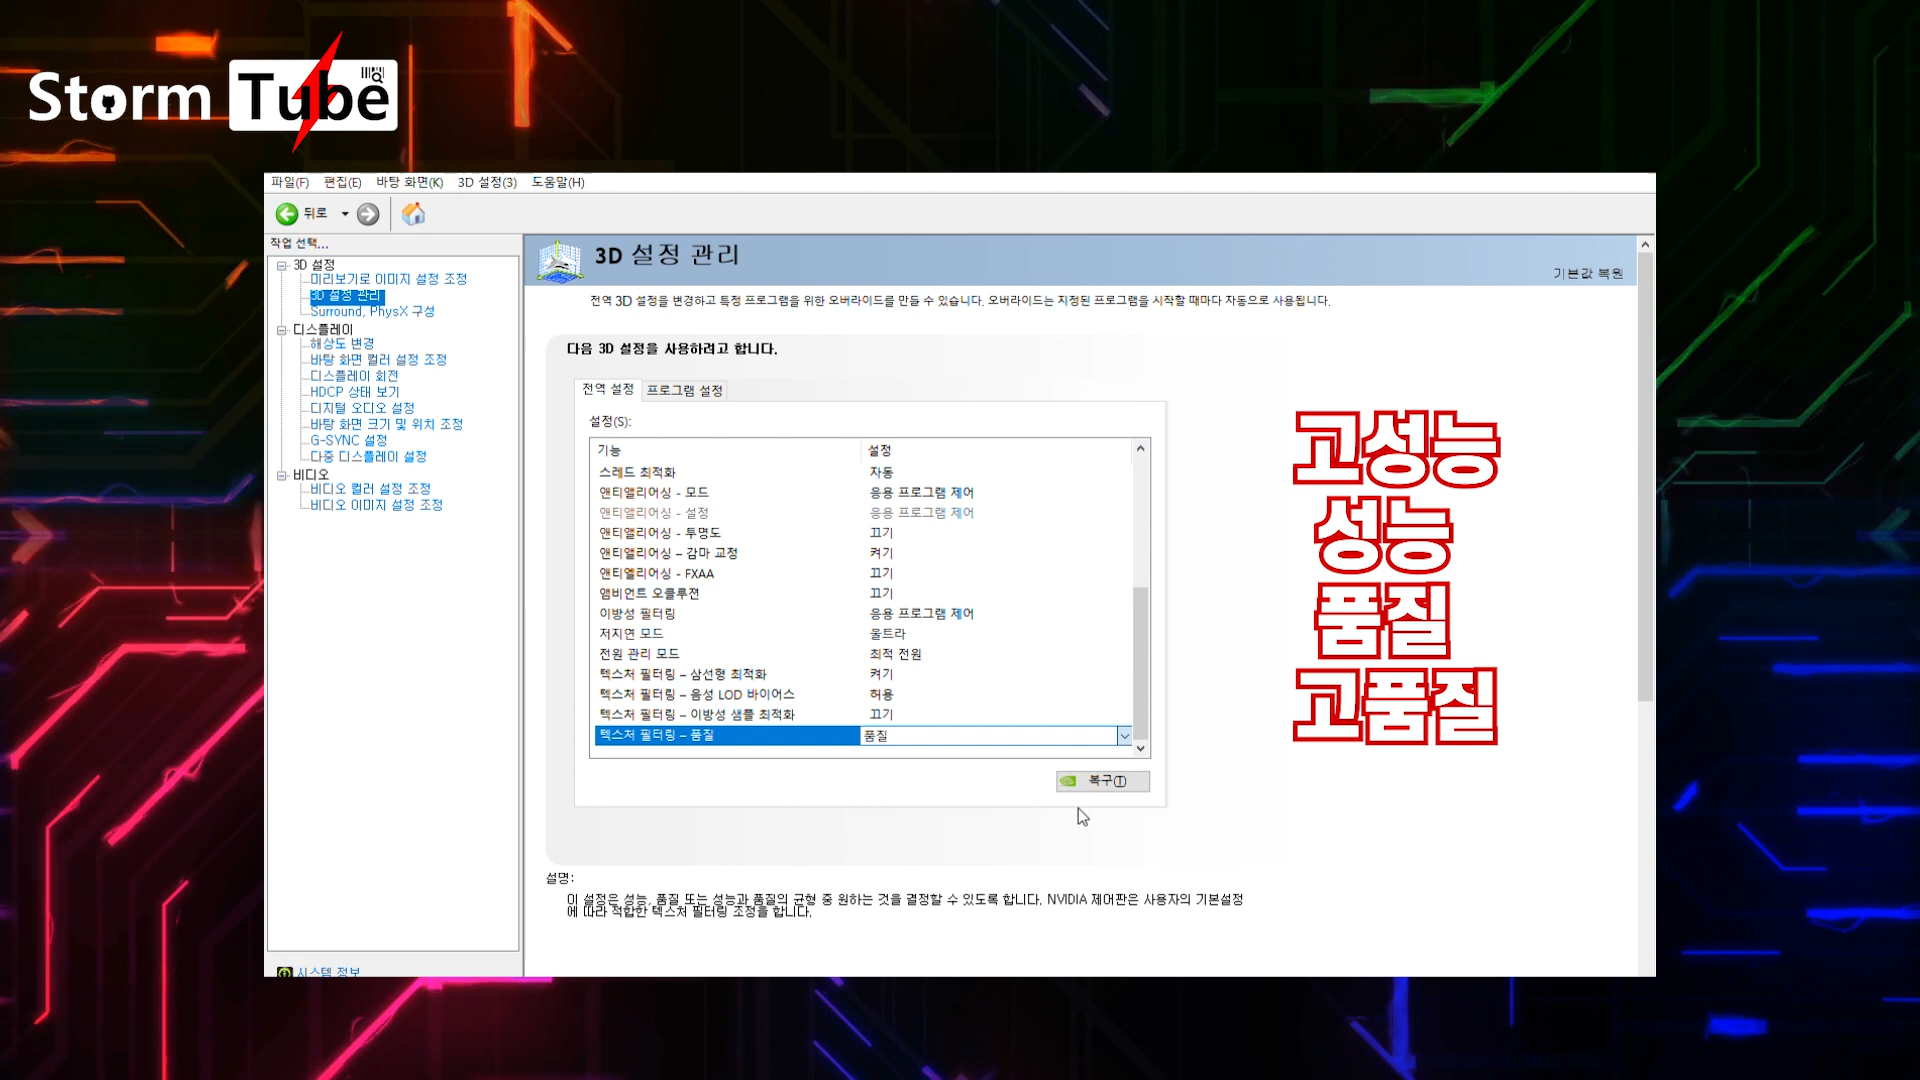 Storm Tube
파일(F) 편집(E) 바탕 화면(K) 3D 설정(3) 도움말(H)
뒤로
작업 선택...
3D 설정
미리보기로 이미지 설정 조정
3D 설정 관리
Surround, PhysX 구성
디스플레이
해상도 변경
바탕 화면 컬러 설정 조정
디스플레이 회전
HDCP 상태 보기
디지털 오디오 설정
바탕 화면 크기 및 위치 조정
G-SYNC 설정
다중 디스플레이 설정
비디오
비디오 컬러 설정 조정
비디오 이미지 설정 조정
시스템 정보
3D 설정 관리
기본값 복원
전역 3D 설정을 변경하고 특정 프로그램을 위한 오버라이드를 만들 수 있습니다. 오버라이드는 지정된 프로그램을 시작할 때마다 자동으로 사용됩니다.
다음 3D 설정을 사용하려고 합니다.
전역 설정 프로그램 설정
설정(S):
기능 설정
스레드 최적화 자동
앤티앨리어싱 - 모드 응용 프로그램 제어
앤티앨리어싱 - 설정 응용 프로그램 제어
앤티앨리어싱 - 투명도 끄기
앤티앨리어싱 – 감마 교정 켜기
앤티엘리어싱 - FXAA 끄기
앰비언트 오클루젼 끄기
이방성 필터링 응용 프로그램 제어
저지연 모드 울트라
전원 관리 모드 최적 전원
텍스처 필터링 – 삼선형 최적화 켜기
텍스처 필터링 – 음성 LOD 바이어스 허용
텍스처 필터링 – 이방성 샘플 최적화 끄기
텍스처 필터링 – 품질 품질
복구(T)
설명:
이 설정은 성능, 품질 또는 성능과 품질의 균형 중 원하는 것을 결정할 수 있도록 합니다. NVIDIA 제어판은 사용자의 기본설정
에 따라 적합한 텍스처 필터링 조정을 합니다.
고성능
성능
품질
고품질